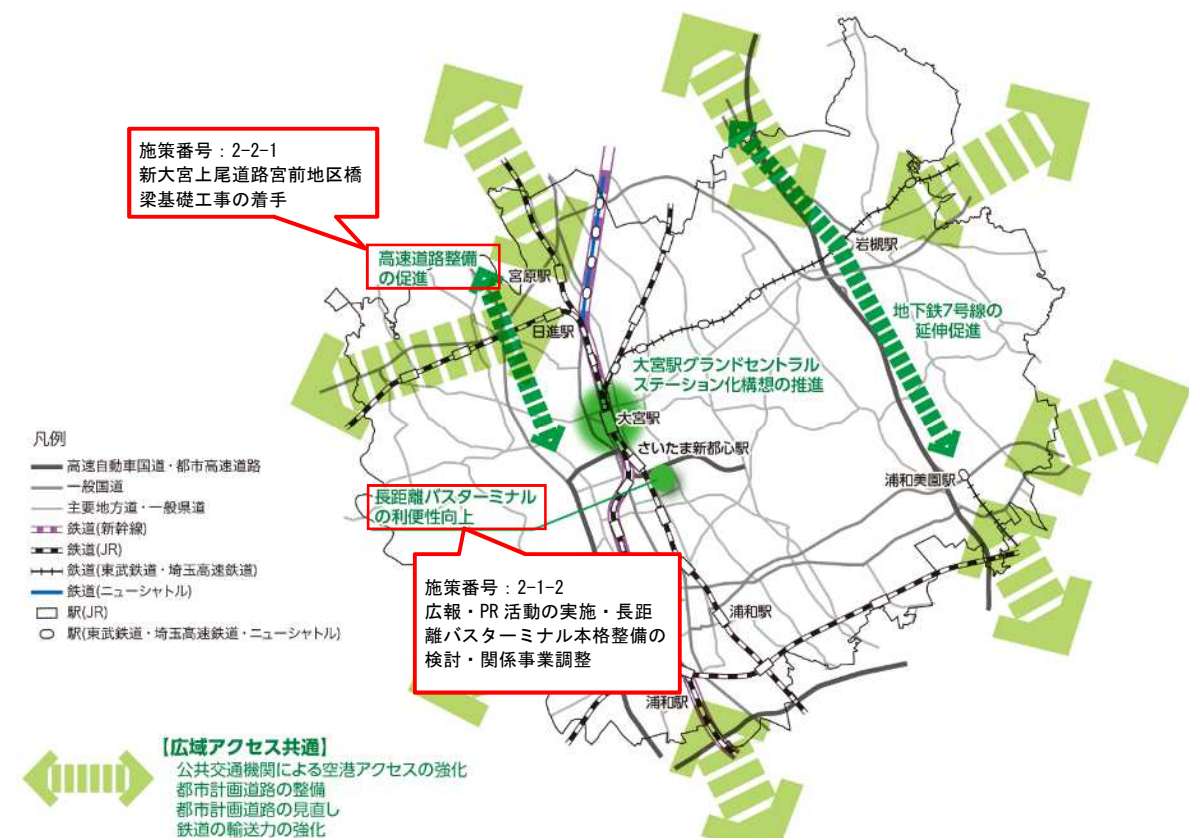 施策番号：2-2-1
新大宮上尾道路宮前地区橋
梁基礎工事の着手
高速道路整備
の促進
宮原駅
日進駅
岩槻駅
地下鉄7号線の
延伸促進
大宮駅グランドセントラル
ステーション化構想の推進
大宮駅
さいたま新都心駅
浦和美園駅
長距離バスターミナル
の利便性向上
施策番号：2-1-2
広報・PR 活動の実施・長距
離バスターミナル本格整備の
検討・関係事業調整
浦和駅
浦和駅
凡例
高速自動車国道・都市高速道路
一般国道
主要地方道・一般県道
鉄道(新幹線)
鉄道(JR)
鉄道(東武鉄道・埼玉高速鉄道)
鉄道(ニューシャトル)
駅(JR)
駅(東武鉄道・埼玉高速鉄道・ニューシャトル)
【広域アクセス共通】
公共交通機関による空港アクセスの強化
都市計画道路の整備
都市計画道路の見直し
鉄道の輸送力の強化